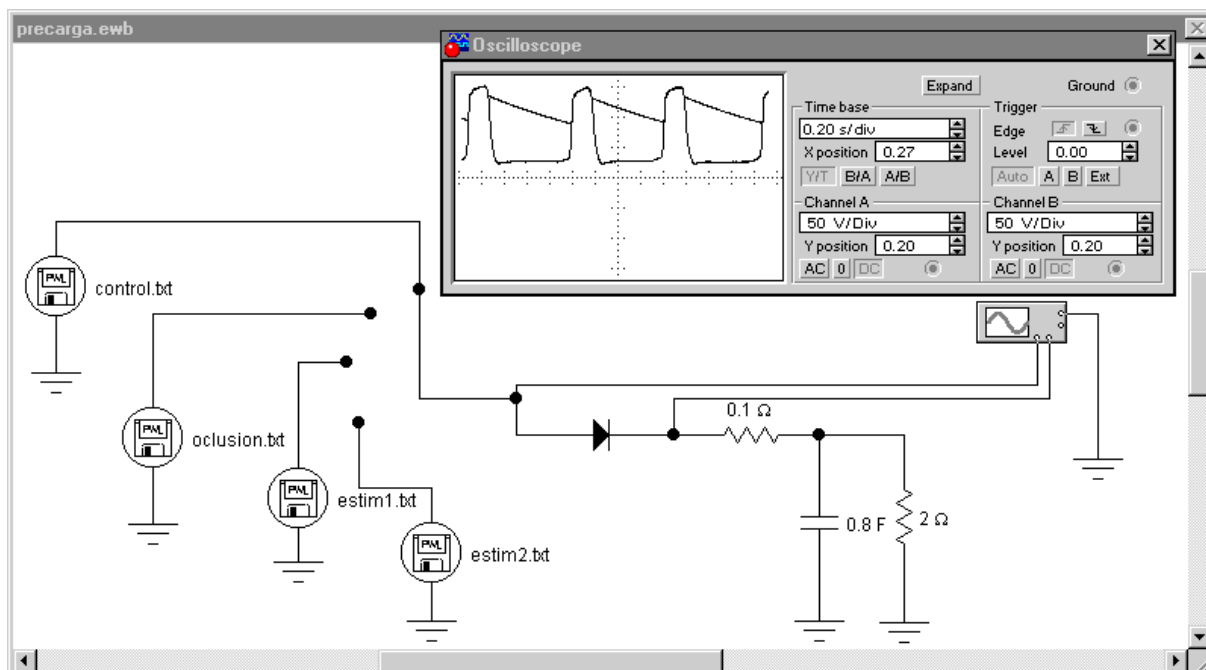 precarga.ewb
Oscilloscope
Expand
Ground
Time base
0.20 s/div
X position 0.27
Y/T B/A A/B
Trigger
Edge
Level 0.00
Auto A B Ext
Channel A
50 V/Div
Y position 0.20
AC 0 DC
Channel B
50 V/Div
Y position 0.20
AC 0 DC
PWL
control.txt
PWL
oclusion.txt
PWL
estim1.txt
PWL
estim2.txt
0.1 Ω
0.8 F
2 Ω